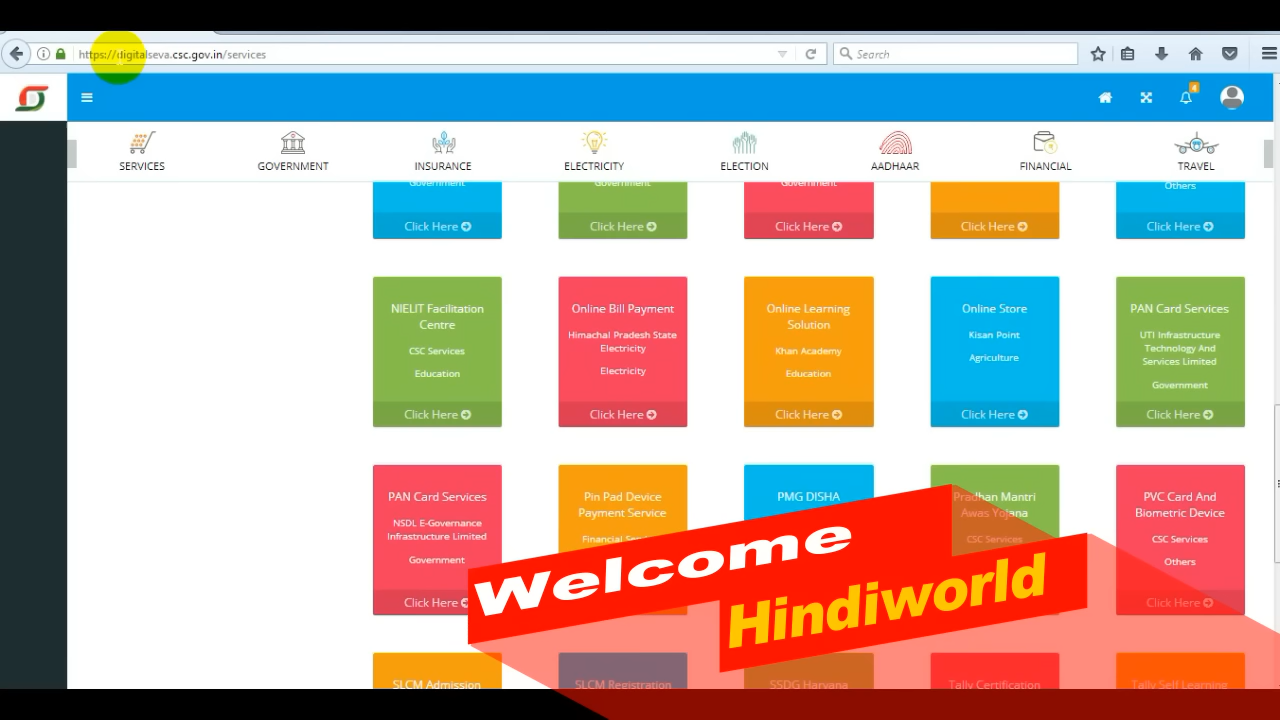 https://digitalseva.csc.gov.in/services
Search
4
SERVICES
GOVERNMENT
INSURANCE
ELECTRICITY
ELECTION
AADHAAR
FINANCIAL
TRAVEL
Government
Government
Government
Others
Click Here
Click Here
Click Here
Click Here
Click Here
NIELIT Facilitation
Centre
CSC Services
Education
Click Here
Online Bill Payment
Himachal Pradesh State
Electricity
Electricity
Click Here
Online Learning
Solution
Khan Academy
Education
Click Here
Online Store
Kisan Point
Agriculture
Click Here
PAN Card Services
UTI Infrastructure
Technology And
Services Limited
Government
Click Here
PAN Card Services
NSDL E-Governance
Infrastructure Limited
Government
Click Here
Pin Pad Device
Payment Service
Financial
PMG DISHA
Pradhan Mantri
Awas Yojana
CSC Services
PVC Card And
Biometric Device
CSC Services
Others
Click Here
Welcome
Hindiworld
SLCM Admission
SLCM Registration
SSDG Haryana
Tally Certification
Tally Self Learning